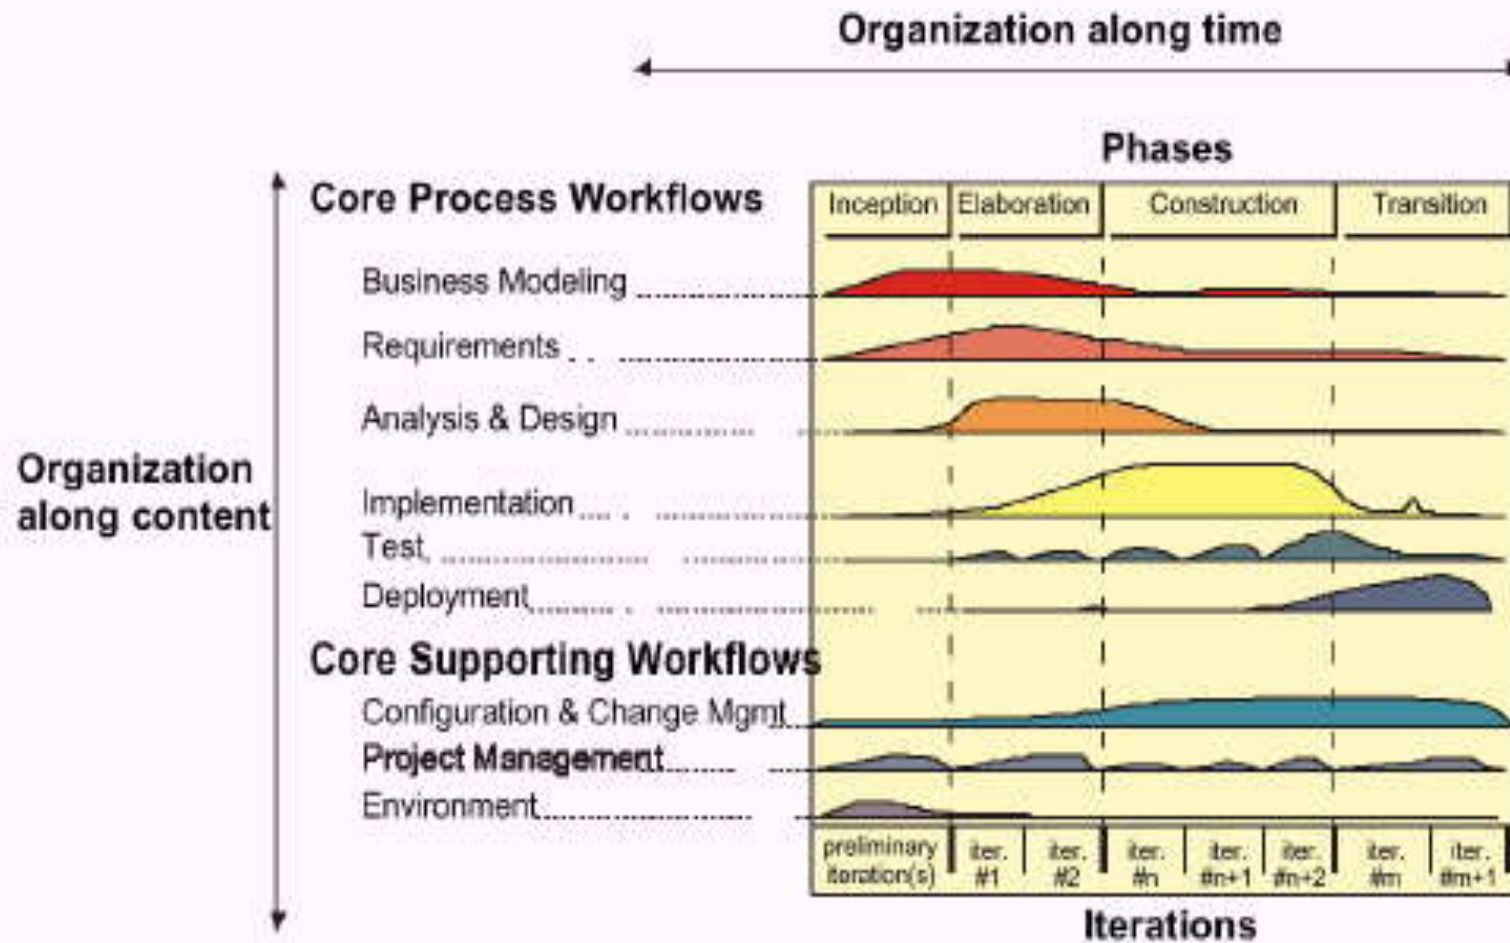 Organization along time
Phases
Core Process Workflows
Inception Elaboration Construction Transition
Business Modeling
Requirements
Analysis & Design
Organization
along content
Implementation
Test
Deployment
Core Supporting Workflows
Configuration & Change Mgmt
Project Management
Environment
preliminary iteration(s)
iter. #1
iter. #2
iter. #n
iter. #n+1
iter. #n+2
iter. #m
iter. #m+1
Iterations